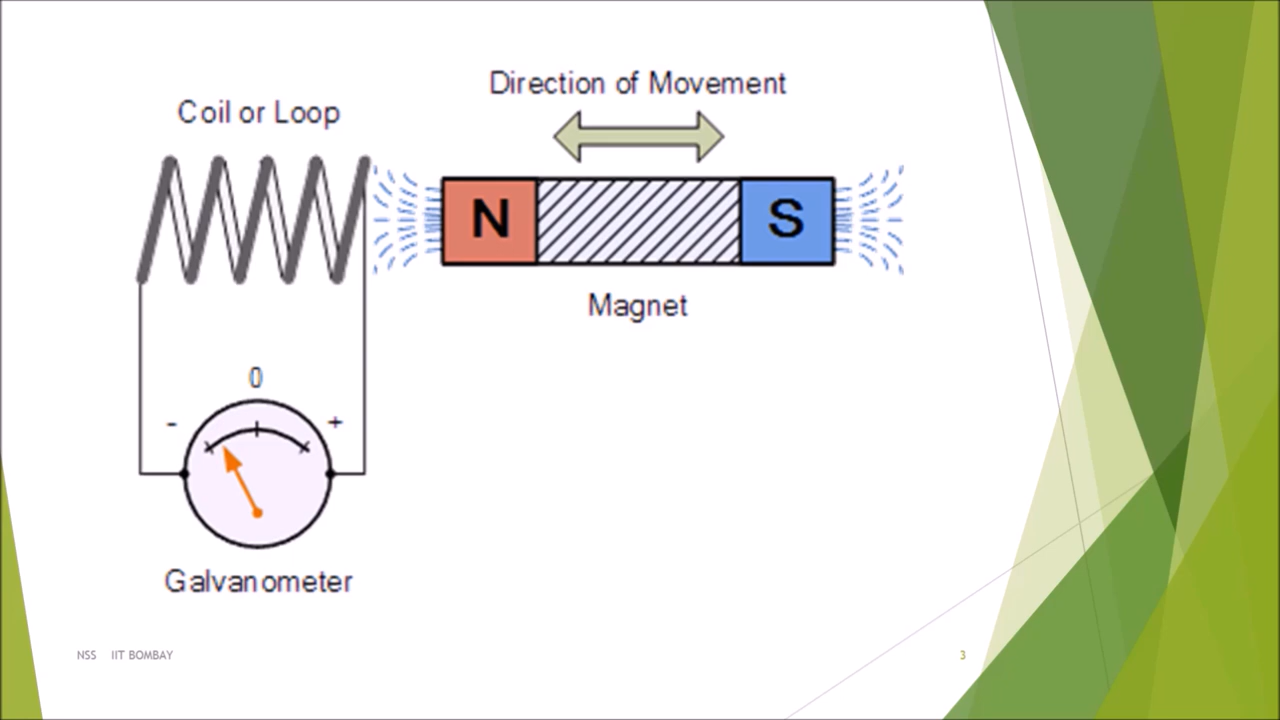 Direction of Movement
Coil or Loop
N
S
Magnet
0
- +
Galvanometer
NSS IIT BOMBAY
3